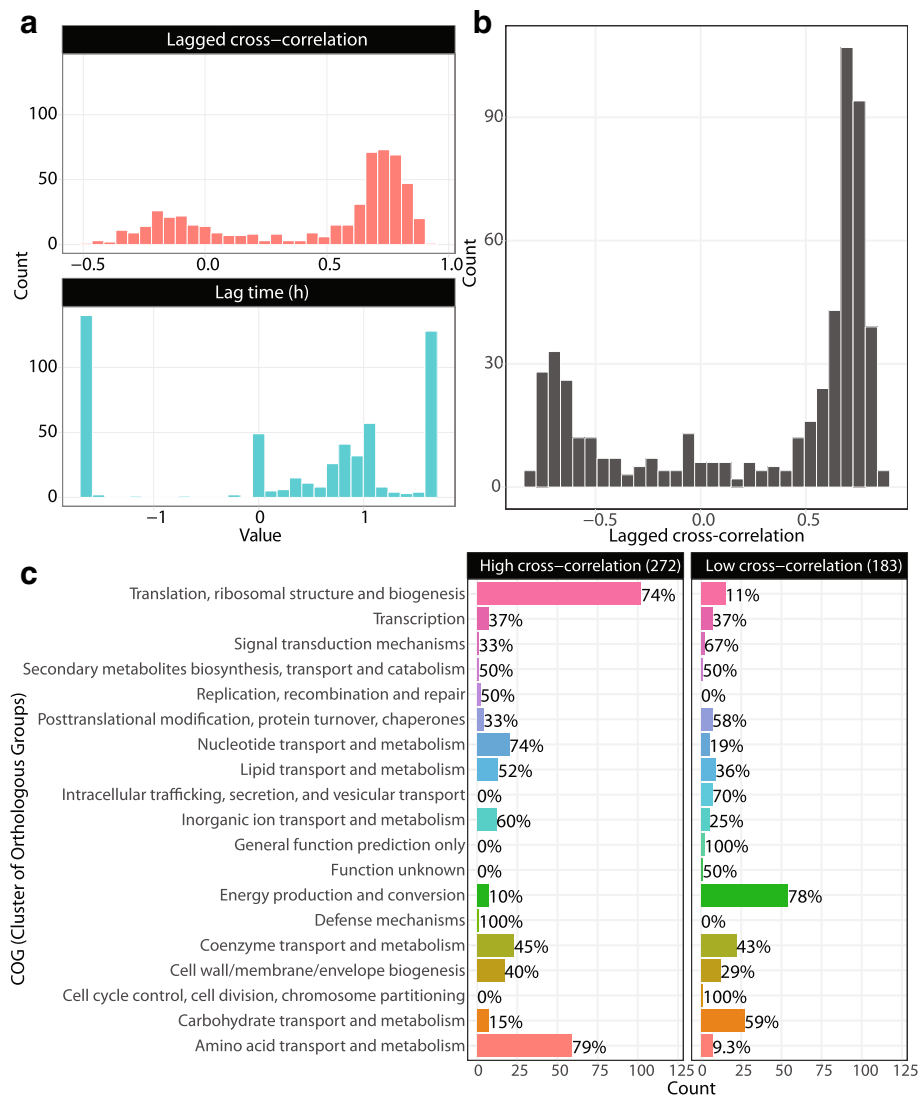 a
Lagged cross−correlation
Count
100
50
0
−0.5
0.0
0.5
1.0
Lag time (h)
100
50
0
−1
0
1
Value
b
Count
90
60
30
0
−0.5
0.0
0.5
Lagged cross-correlation
c
High cross−correlation (272)
Low cross−correlation (183)
COG (Cluster of Orthologous Groups)
Translation, ribosomal structure and biogenesis 74% 11%
Transcription 37% 37%
Signal transduction mechanisms 33% 67%
Secondary metabolites biosynthesis, transport and catabolism 50% 50%
Replication, recombination and repair 50% 0%
Posttranslational modification, protein turnover, chaperones 33% 58%
Nucleotide transport and metabolism 74% 19%
Lipid transport and metabolism 52% 36%
Intracellular trafficking, secretion, and vesicular transport 0% 70%
Inorganic ion transport and metabolism 60% 25%
General function prediction only 0% 100%
Function unknown 0% 50%
Energy production and conversion 10% 78%
Defense mechanisms 100% 0%
Coenzyme transport and metabolism 45% 43%
Cell wall/membrane/envelope biogenesis 40% 29%
Cell cycle control, cell division, chromosome partitioning 0% 100%
Carbohydrate transport and metabolism 15% 59%
Amino acid transport and metabolism 79% 9.3%
0 25 50 75 100 125 0 25 50 75 100 125
Count